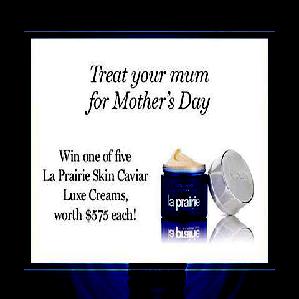 Treat your mum
for Mother's Day
Win one of five
La Prairie Skin Caviar
Luxe Creams,
worth $575 each!
la prairie